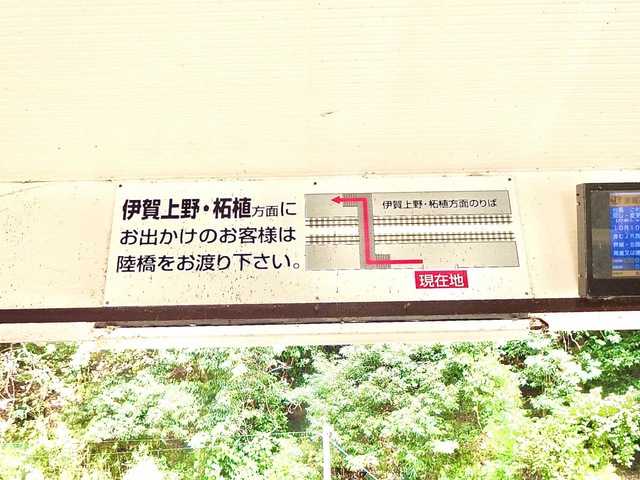 伊賀上野・柘植方面に
お出かけのお客様は
陸橋をお渡り下さい。
伊賀上野・柘植方面のりば
現在地